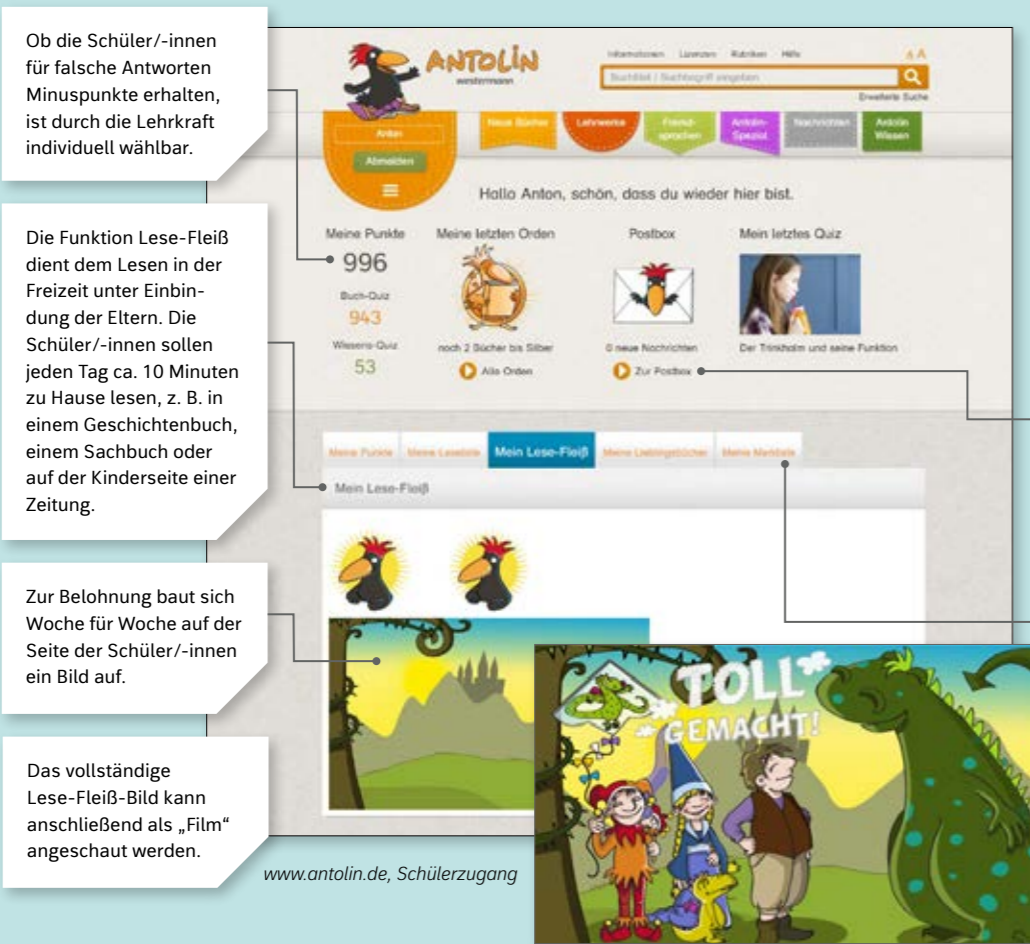 Ob die Schüler/-innen
für falsche Antworten
Minuspunkte erhalten,
ist durch die Lehrkraft
individuell wählbar.
Die Funktion Lese-Fleiß
dient dem Lesen in der
Freizeit unter Einbin-
dung der Eltern. Die
Schüler/-innen sollen
jeden Tag ca. 10 Minuten
zu Hause lesen, z. B. in
einem Geschichtenbuch,
einem Sachbuch oder
auf der Kinderseite einer
Zeitung.
Zur Belohnung baut sich
Woche für Woche auf der
Seite der Schüler/-innen
ein Bild auf.
Das vollständige
Lese-Fleiß-Bild kann
anschließend als „Film“
angeschaut werden.
ANTOLIN
westermann
Informationen Lizenzen Rubriken Hilfe A A
Buchtitel / Suchbegriff eingeben
Erweiterte Suche
Anton
Abmelden
Neue Bücher
Lehrwerke
Fremd-
sprachen
Antolin-
Spezial
Nachrichten
Antolin
Wissen
Hallo Anton, schön, dass du wieder hier bist.
Meine Punkte
996
Buch-Quiz
943
Wissens-Quiz
53
Meine letzten Orden
noch 2 Bücher bis Silber
Alle Orden
Postbox
0 neue Nachrichten
Zur Postbox
Mein letztes Quiz
Der Trinkhalm und seine Funktion
Meine Punkte Meine Leseliste Mein Lese-Fleiß Meine Lieblingsbücher Meine Merkliste
Mein Lese-Fleiß
TOLL
GEMACHT!
www.antolin.de, Schülerzugang